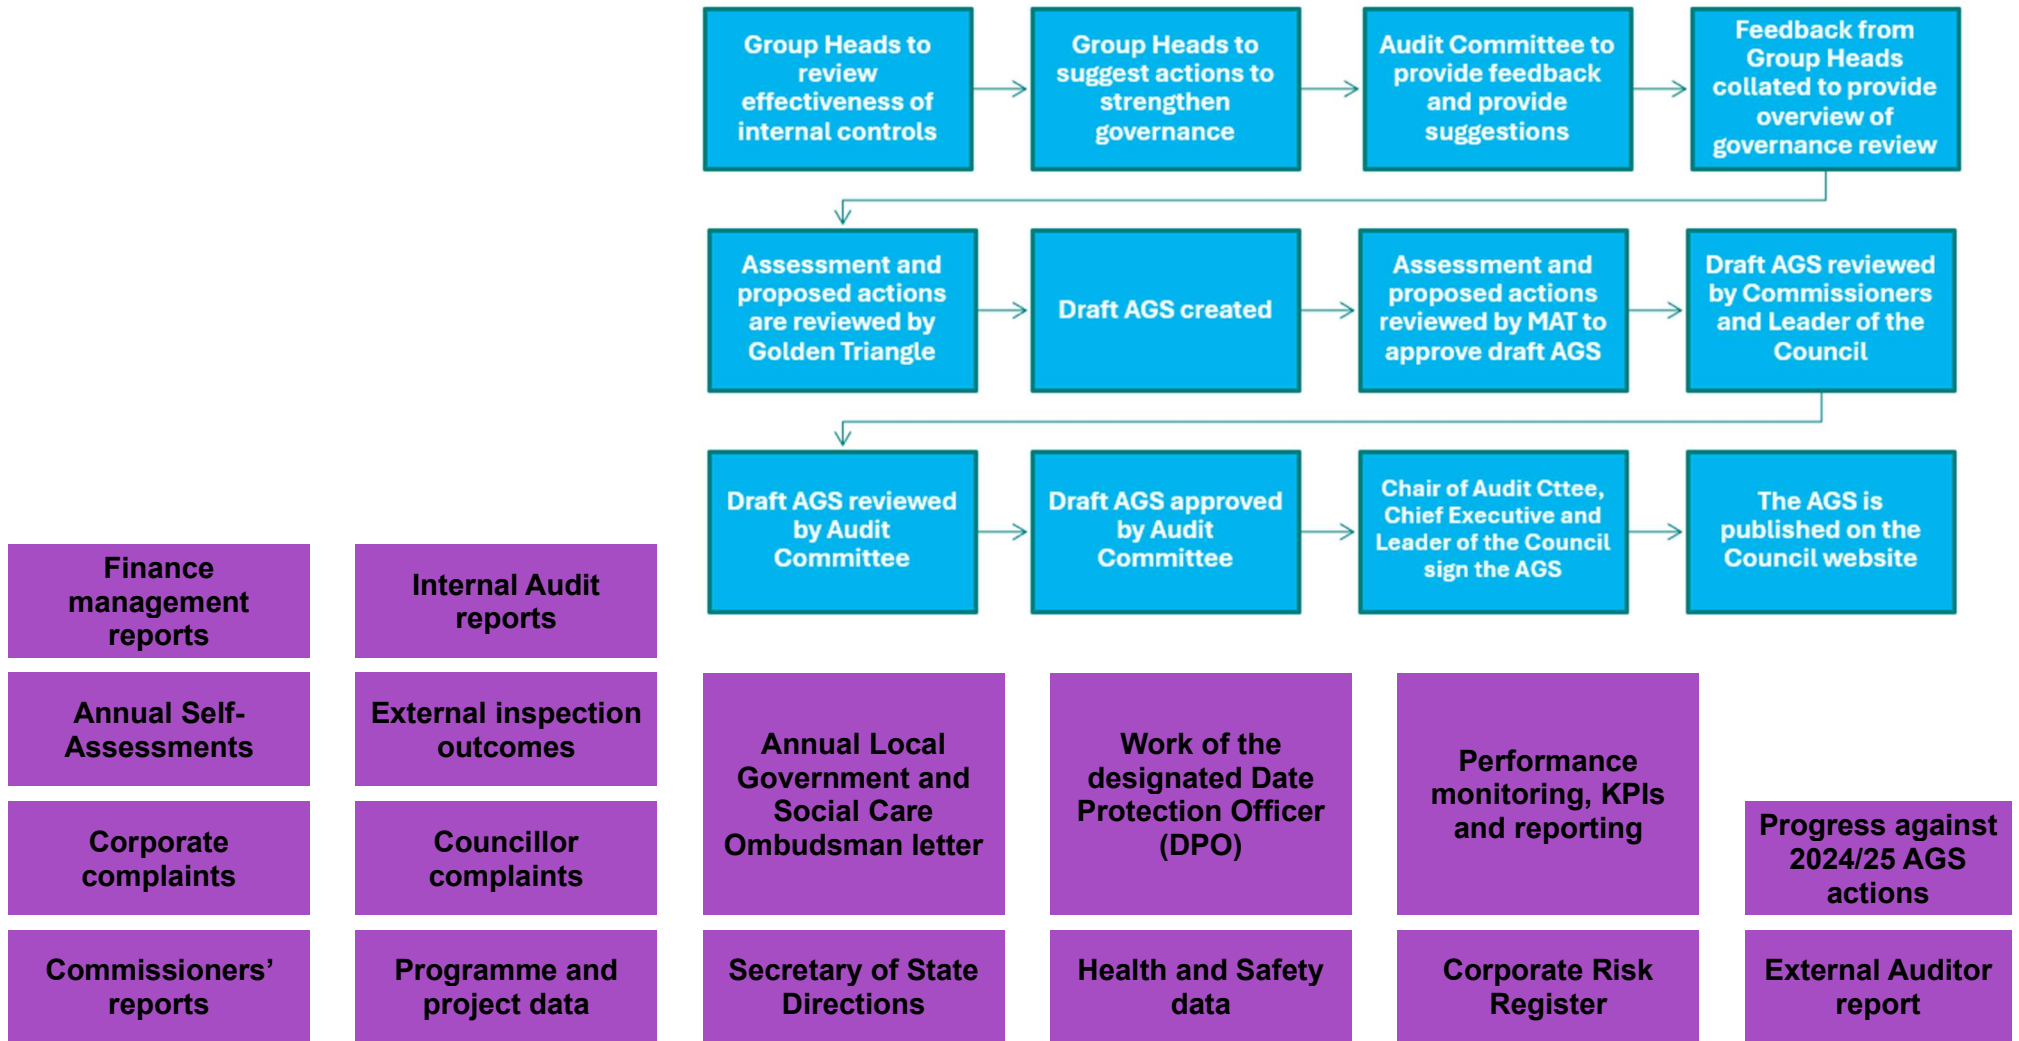 Group Heads to
review
effectiveness of
internal controls
Group Heads to
suggest actions to
strengthen
governance
Audit Committee to
provide feedback
and provide
suggestions
Feedback from
Group Heads
collated to provide
overview of
governance review
Assessment and
proposed actions
are reviewed by
Golden Triangle
Draft AGS created
Assessment and
proposed actions
reviewed by MAT to
approve draft AGS
Draft AGS reviewed
by Commissioners
and Leader of the
Council
Draft AGS reviewed
by Audit
Committee
Draft AGS approved
by Audit
Committee
Chair of Audit Cttee,
Chief Executive and
Leader of the Council
sign the AGS
The AGS is
published on the
Council website
Finance
management
reports
Internal Audit
reports
Annual Self-
Assessments
External inspection
outcomes
Annual Local
Government and
Social Care
Ombudsman letter
Work of the
designated Date
Protection Officer
(DPO)
Performance
monitoring, KPIs
and reporting
Corporate
complaints
Councillor
complaints
Progress against
2024/25 AGS
actions
Commissioners’
reports
Programme and
project data
Secretary of State
Directions
Health and Safety
data
Corporate Risk
Register
External Auditor
report